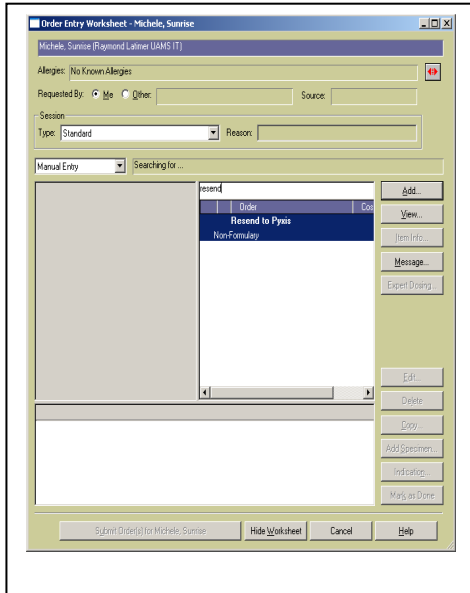 Order Entry Worksheet - Michele, Sunrise
Michele, Sunrise (Raymond Latimer UAMS IT)
Allergies: No Known Allergies
Requested By: Me Other: Source:
Session
Type: Standard Reason:
Manual Entry Searching for ...
resend
Order Cos
Resend to Pyxis
Non-Formulary
Add...
View...
Item Info...
Message...
Expert Dosing...
Edit...
Delete
Copy...
Add Specimen...
Indication...
Mark as Done
Submit Order(s) for Michele, Sunrise Hide Worksheet Cancel Help